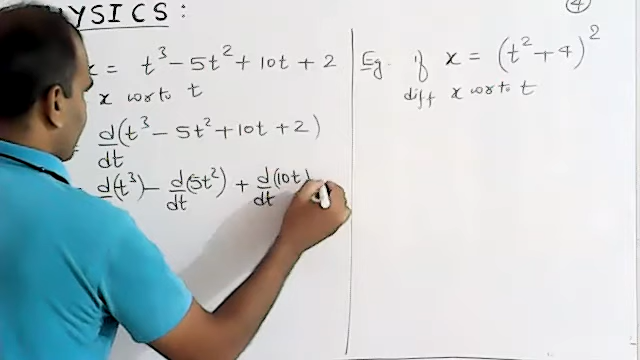 HYSICS:
4
x = t³ - 5t² + 10t + 2
x w.r.to t
= d/dt (t³ - 5t² + 10t + 2)
d/dt (t³) - d/dt (5t²) + d/dt (10t)
Eg. if x = (t² + 4)²
diff x w.r.to t